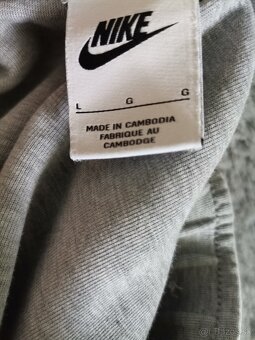 NIKE
L G G
MADE IN CAMBODIA
FABRIQUE AU
CAMBODGE